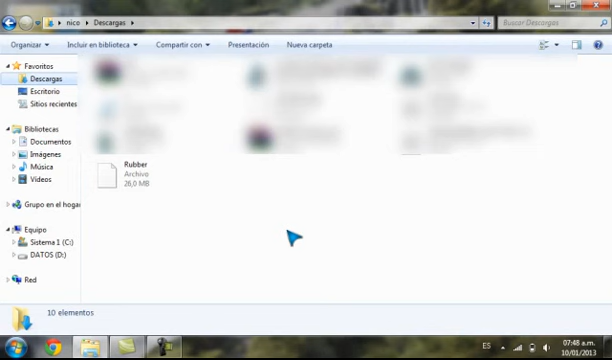 nico ▸ Descargas ▸
Buscar Descargas
Organizar Incluir en biblioteca Compartir con Presentación Nueva carpeta
Favoritos
Descargas
Escritorio
Sitios recientes
Bibliotecas
Documentos
Imágenes
Música
Vídeos
Grupo en el hogar
Equipo
Sistema 1 (C:)
DATOS (D:)
Red
Rubber
Archivo
26,0 MB
10 elementos
ES
07:48 a.m.
10/01/2013